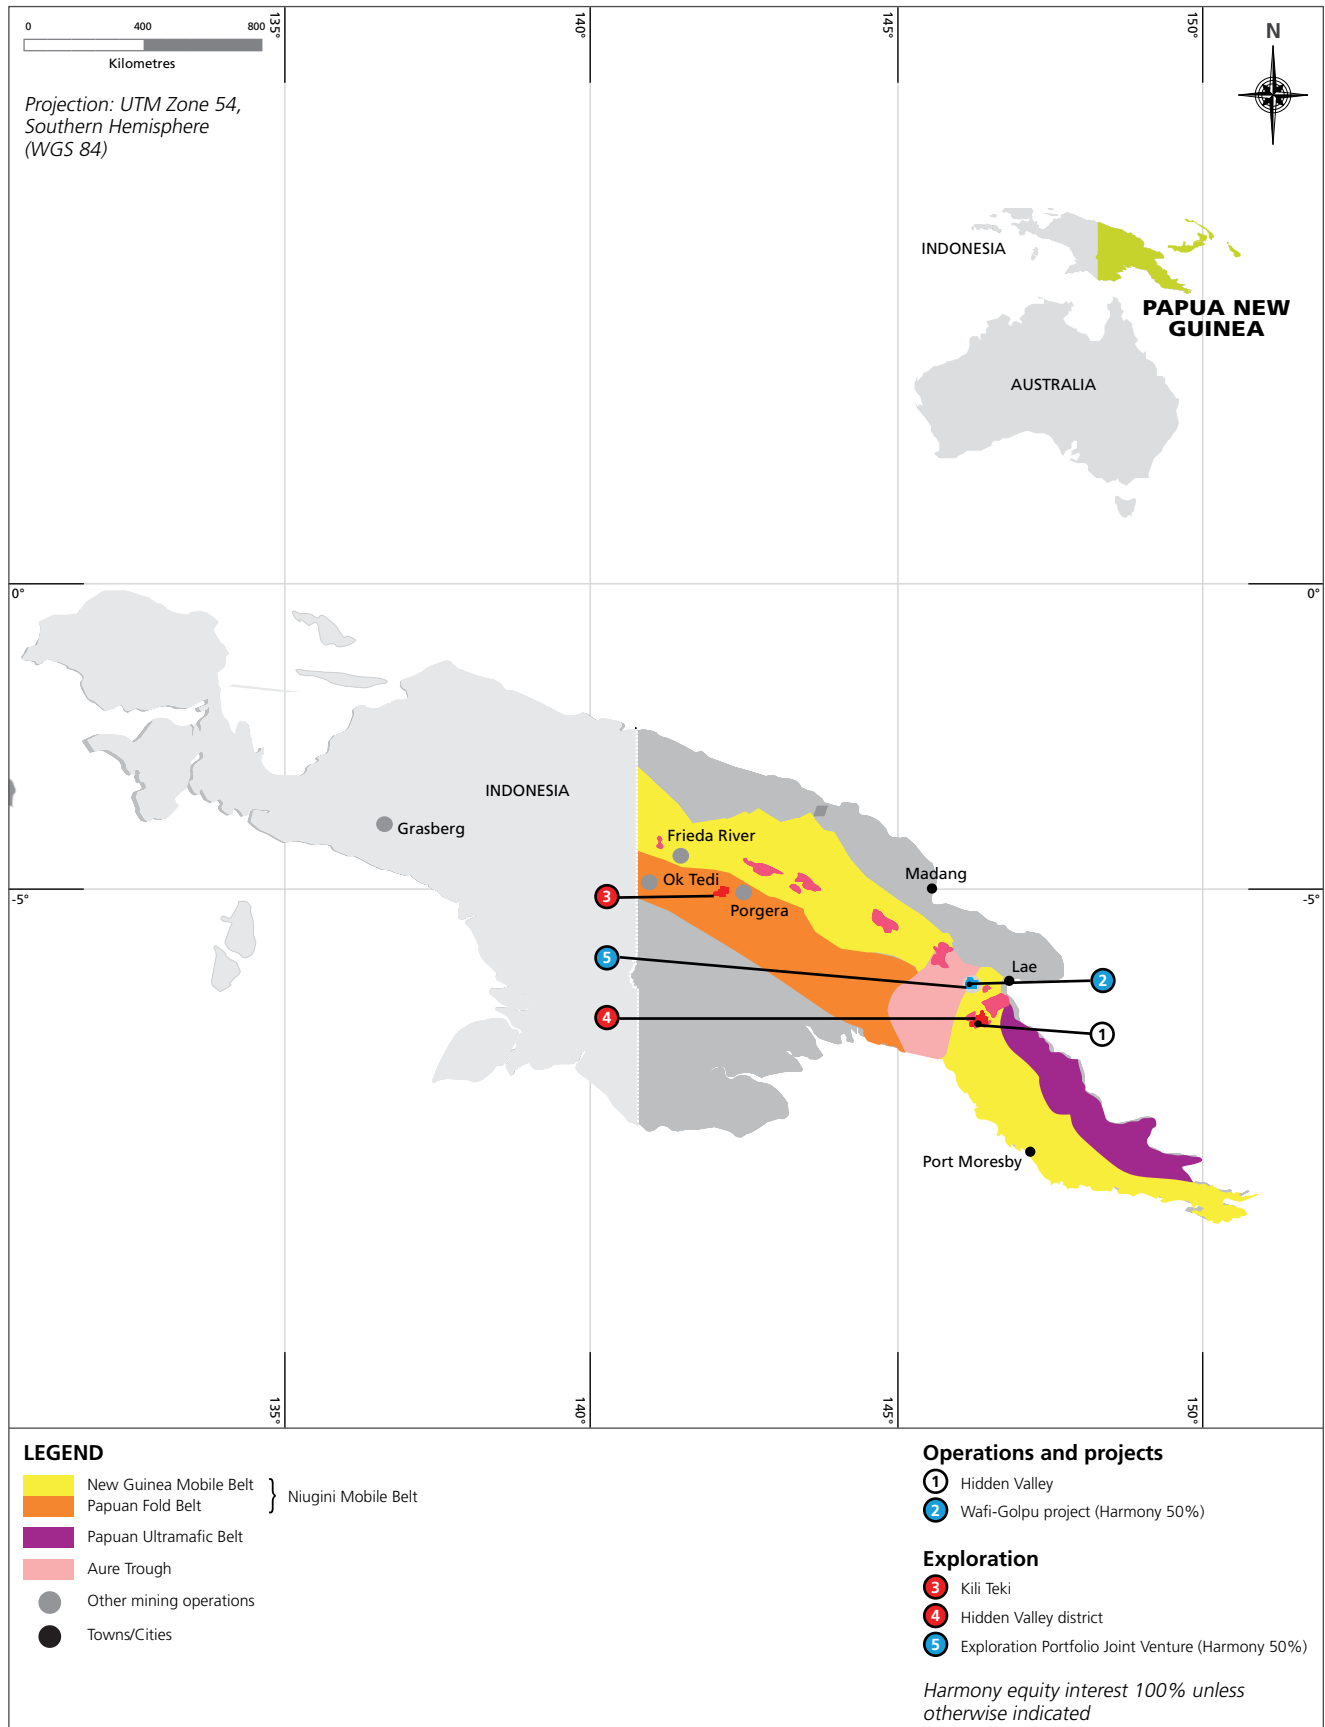 0 400 800
Kilometres
Projection: UTM Zone 54,
Southern Hemisphere
(WGS 84)
135°
140°
145°
150°
N
INDONESIA
PAPUA NEW
GUINEA
AUSTRALIA
0°
0°
INDONESIA
Grasberg
Frieda River
Ok Tedi
Porgera
Madang
-5°
-5°
3
5
Lae
2
4
1
Port Moresby
135°
140°
145°
150°
LEGEND
New Guinea Mobile Belt
Papuan Fold Belt
} Niugini Mobile Belt
Papuan Ultramafic Belt
Aure Trough
Other mining operations
Towns/Cities
Operations and projects
1 Hidden Valley
2 Wafi-Golpu project (Harmony 50%)
Exploration
3 Kili Teki
4 Hidden Valley district
5 Exploration Portfolio Joint Venture (Harmony 50%)
Harmony equity interest 100% unless
otherwise indicated